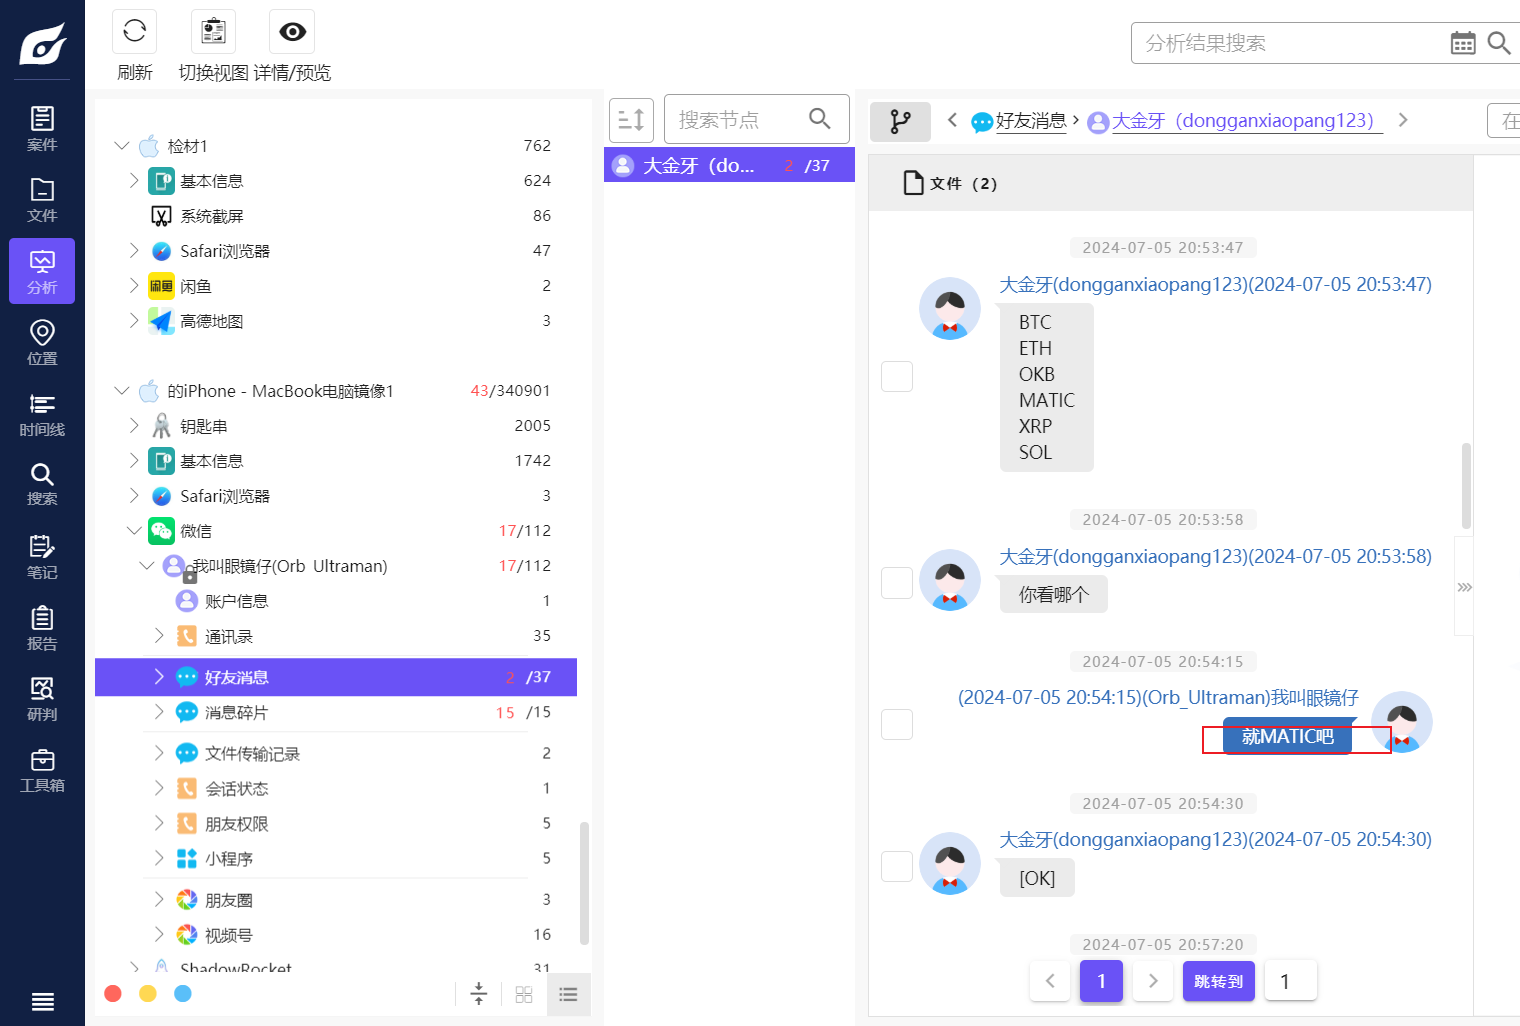 刷新
切换视图
详情/预览
分析结果搜索
案件
文件
分析
位置
时间线
搜索
笔记
报告
研判
工具箱
检材1 762
基本信息 624
系统截屏 86
Safari浏览器 47
闲鱼 闲鱼 2
高德地图 3
的iPhone - MacBook电脑镜像1 43/340901
钥匙串 2005
基本信息 1742
Safari浏览器 3
微信 17/112
我叫眼镜仔(Orb_Ultraman) 17/112
账户信息 1
通讯录 35
好友消息 2 /37
消息碎片 15 /15
文件传输记录 2
会话状态 1
朋友权限 5
小程序 5
朋友圈 3
视频号 16
ShadowRocket 31
搜索节点
大金牙（do... 2 /37
好友消息 › 大金牙（dongganxiaopang123）
在
文件（2）
2024-07-05 20:53:47
大金牙(dongganxiaopang123)(2024-07-05 20:53:47)
BTC
ETH
OKB
MATIC
XRP
SOL
2024-07-05 20:53:58
大金牙(dongganxiaopang123)(2024-07-05 20:53:58)
你看哪个
2024-07-05 20:54:15
(2024-07-05 20:54:15)(Orb_Ultraman)我叫眼镜仔
就MATIC吧
2024-07-05 20:54:30
大金牙(dongganxiaopang123)(2024-07-05 20:54:30)
[OK]
2024-07-05 20:57:20
1 跳转到 1